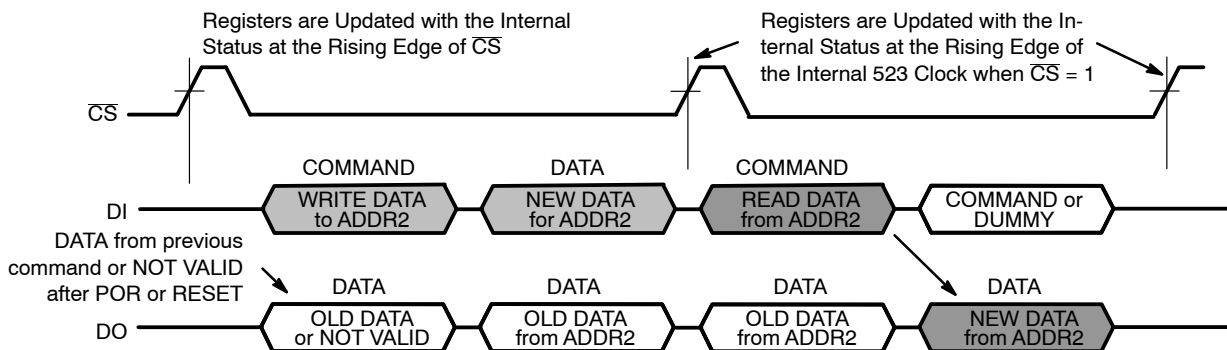 Registers are Updated with the Internal
Status at the Rising Edge of CS
Registers are Updated with the In-
ternal Status at the Rising Edge of
the Internal 523 Clock when CS = 1
CS
COMMAND
DATA
COMMAND
DI
WRITE DATA
to ADDR2
NEW DATA
for ADDR2
READ DATA
from ADDR2
COMMAND or
DUMMY
DATA from previous
command or NOT VALID
after POR or RESET
DATA
DATA
DATA
DATA
DO
OLD DATA
or NOT VALID
OLD DATA
from ADDR2
OLD DATA
from ADDR2
NEW DATA
from ADDR2